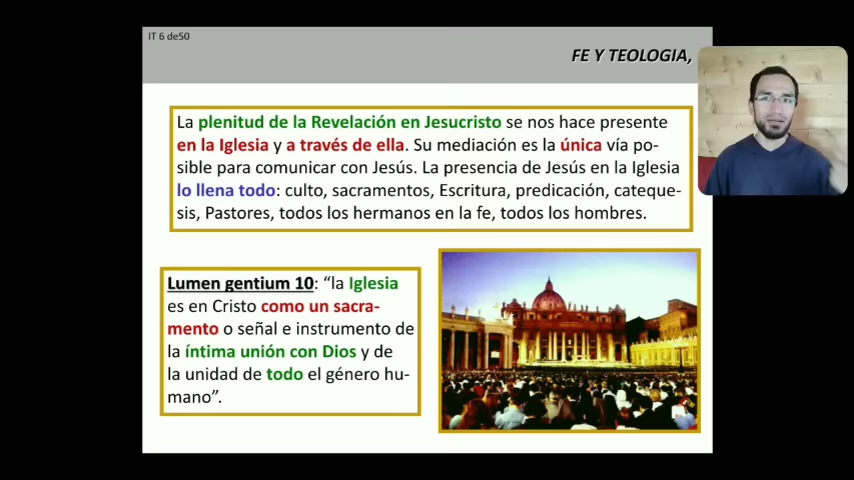 IT 6 de50
FE Y TEOLOGIA,
La plenitud de la Revelación en Jesucristo se nos hace presente
en la Iglesia y a través de ella. Su mediación es la única vía po-
sible para comunicar con Jesús. La presencia de Jesús en la Iglesia
lo llena todo: culto, sacramentos, Escritura, predicación, cateque-
sis, Pastores, todos los hermanos en la fe, todos los hombres.
Lumen gentium 10: “la Iglesia
es en Cristo como un sacra-
mento o señal e instrumento de
la íntima unión con Dios y de
la unidad de todo el género hu-
mano”.